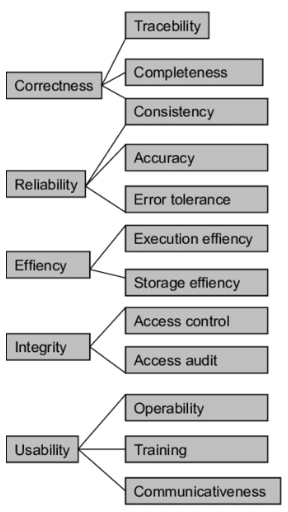 Tracebility
Completeness
Correctness
Consistency
Accuracy
Reliability
Error tolerance
Execution effiency
Effiency
Storage effiency
Access control
Integrity
Access audit
Operability
Usability
Training
Communicativeness